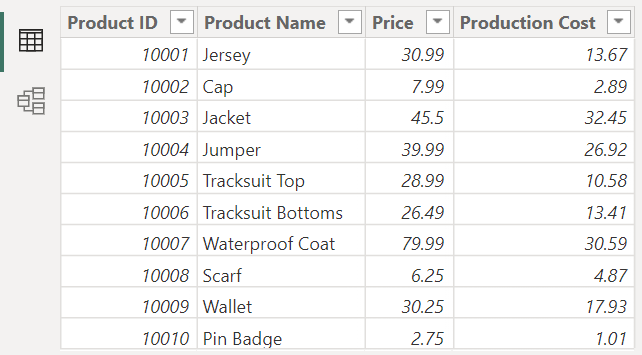 Product ID Product Name Price Production Cost
10001 Jersey 30.99 13.67
10002 Cap 7.99 2.89
10003 Jacket 45.5 32.45
10004 Jumper 39.99 26.92
10005 Tracksuit Top 28.99 10.58
10006 Tracksuit Bottoms 26.49 13.41
10007 Waterproof Coat 79.99 30.59
10008 Scarf 6.25 4.87
10009 Wallet 30.25 17.93
10010 Pin Badge 2.75 1.01